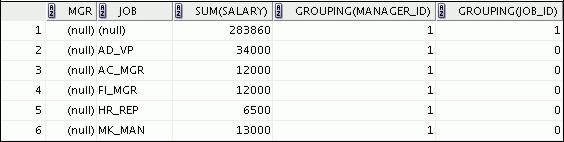 MGR JOB SUM(SALARY) GROUPING(MANAGER_ID) GROUPING(JOB_ID)
1 (null) (null) 283860 1 1
2 (null) AD_VP 34000 1 0
3 (null) AC_MGR 12000 1 0
4 (null) FI_MGR 12000 1 0
5 (null) HR_REP 6500 1 0
6 (null) MK_MAN 13000 1 0